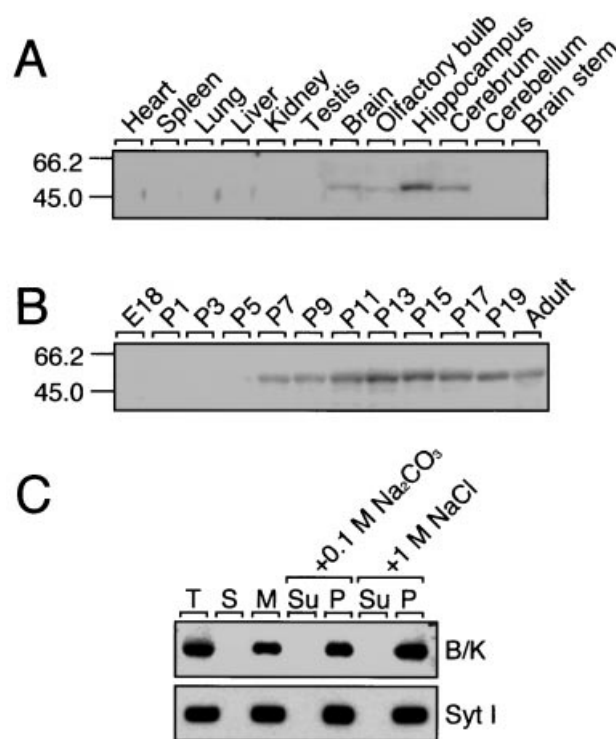 A
Heart Spleen Lung Liver Kidney Testis Brain Olfactory bulb Hippocampus Cerebrum Cerebellum Brain stem
66.2
45.0
B
E18 P1 P3 P5 P7 P9 P11 P13 P15 P17 P19 Adult
66.2
45.0
C
+0.1 M Na₂CO₃ +1 M NaCl
T S M Su P Su P
B/K
Syt I